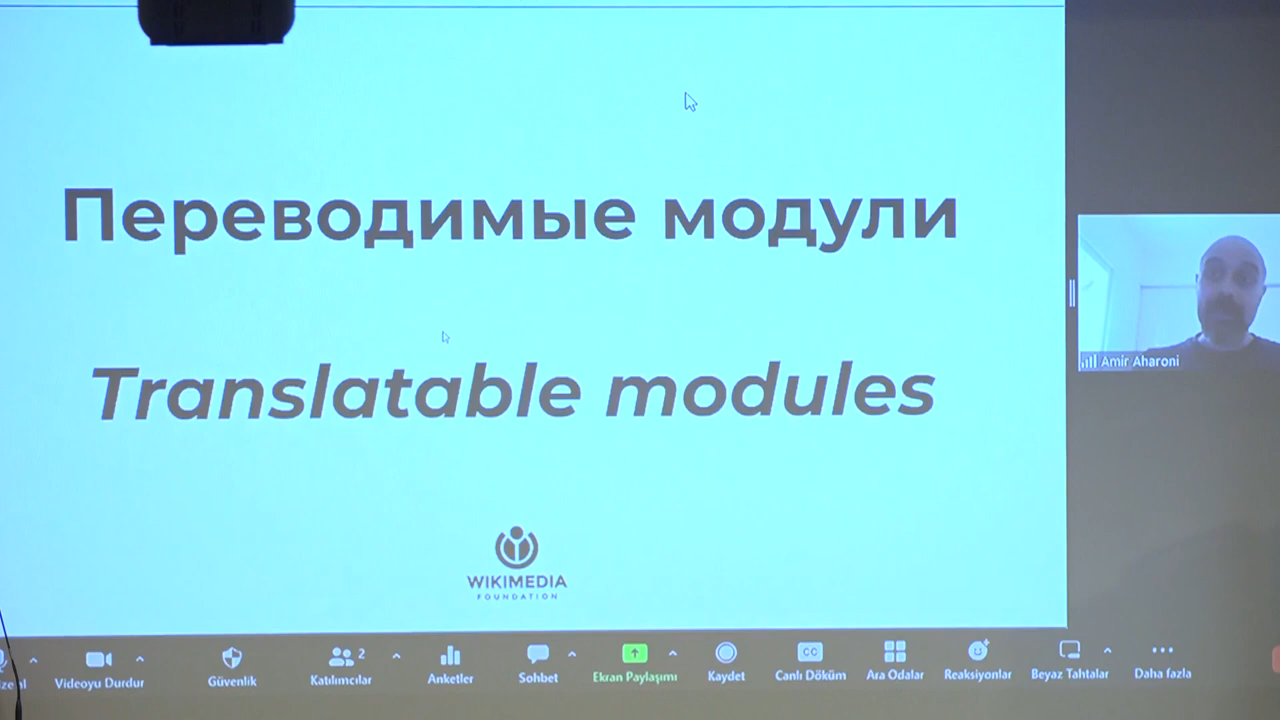 Переводимые модули
Translatable modules
WIKIMEDIA
FOUNDATION
Amir Aharoni
Videoyu Durdur
Güvenlik
Katılımcılar
2
Anketler
Sohbet
Ekran Paylaşımı
Kaydet
CC
Canlı Döküm
Ara Odalar
Reaksiyonlar
Beyaz Tahtalar
Daha fazla